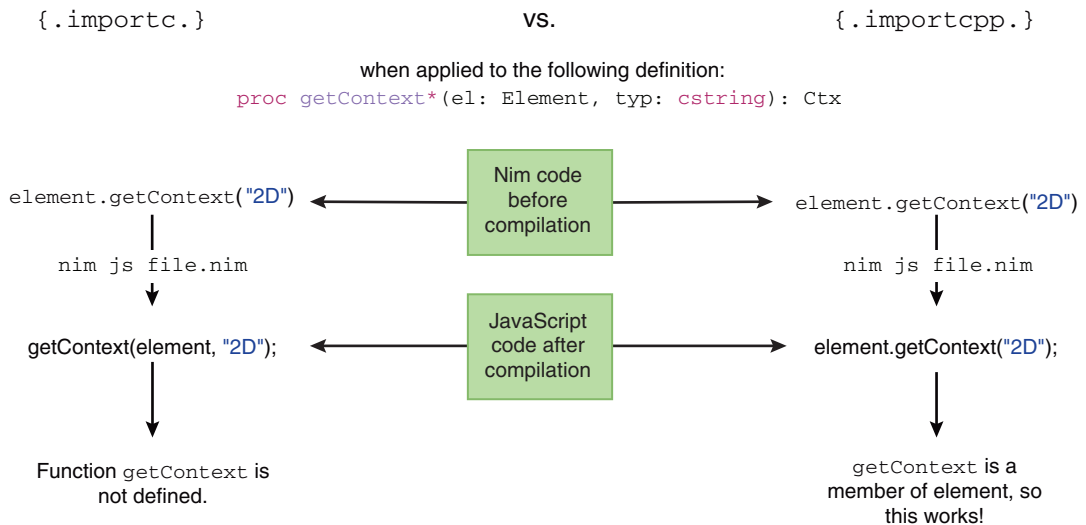 {.importc.} vs. {.importcpp.}
when applied to the following definition:
proc getContext*(el: Element, typ: cstring): Ctx
Nim code
before
compilation
element.getContext("2D")
element.getContext("2D")
nim js file.nim
nim js file.nim
JavaScript
code after
compilation
getContext(element, "2D");
element.getContext("2D");
Function getContext is
not defined.
getContext is a
member of element, so
this works!